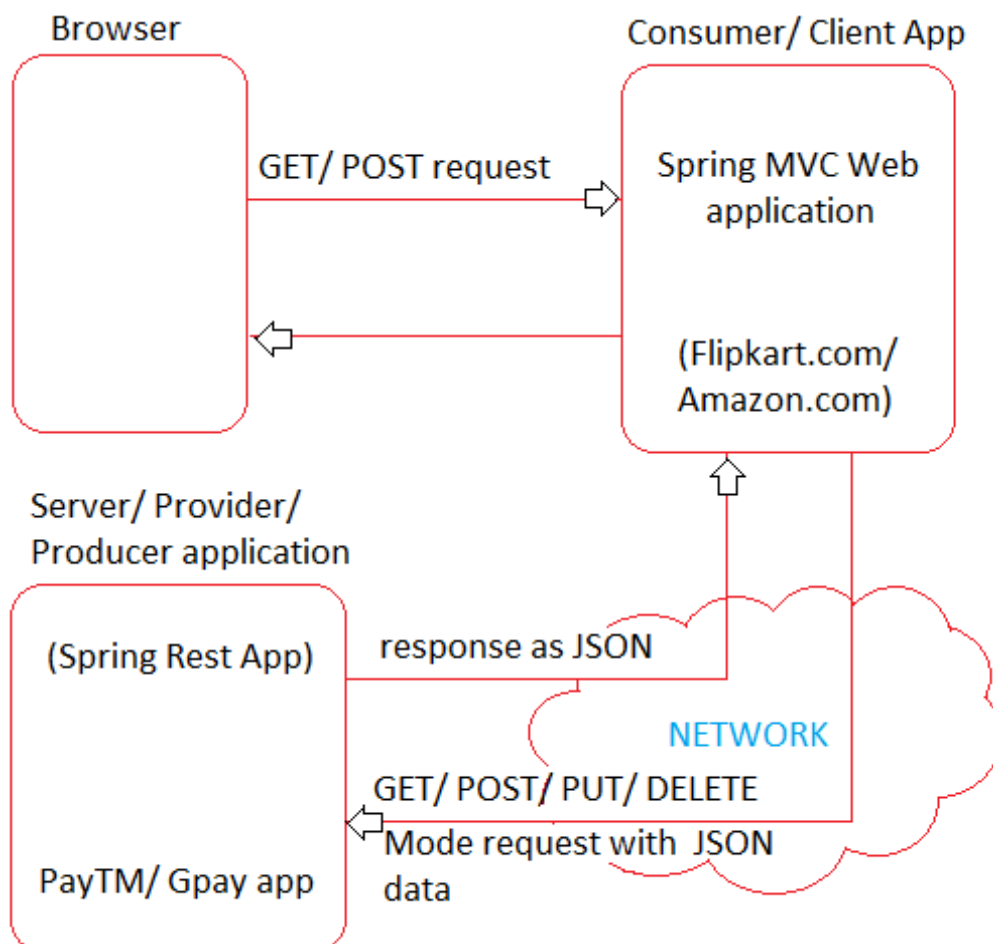 Browser
Consumer/ Client App
GET/ POST request
Spring MVC Web
application
(Flipkart.com/
Amazon.com)
Server/ Provider/
Producer application
(Spring Rest App)
response as JSON
NETWORK
GET/ POST/ PUT/ DELETE
Mode request with JSON
data
PayTM/ Gpay app